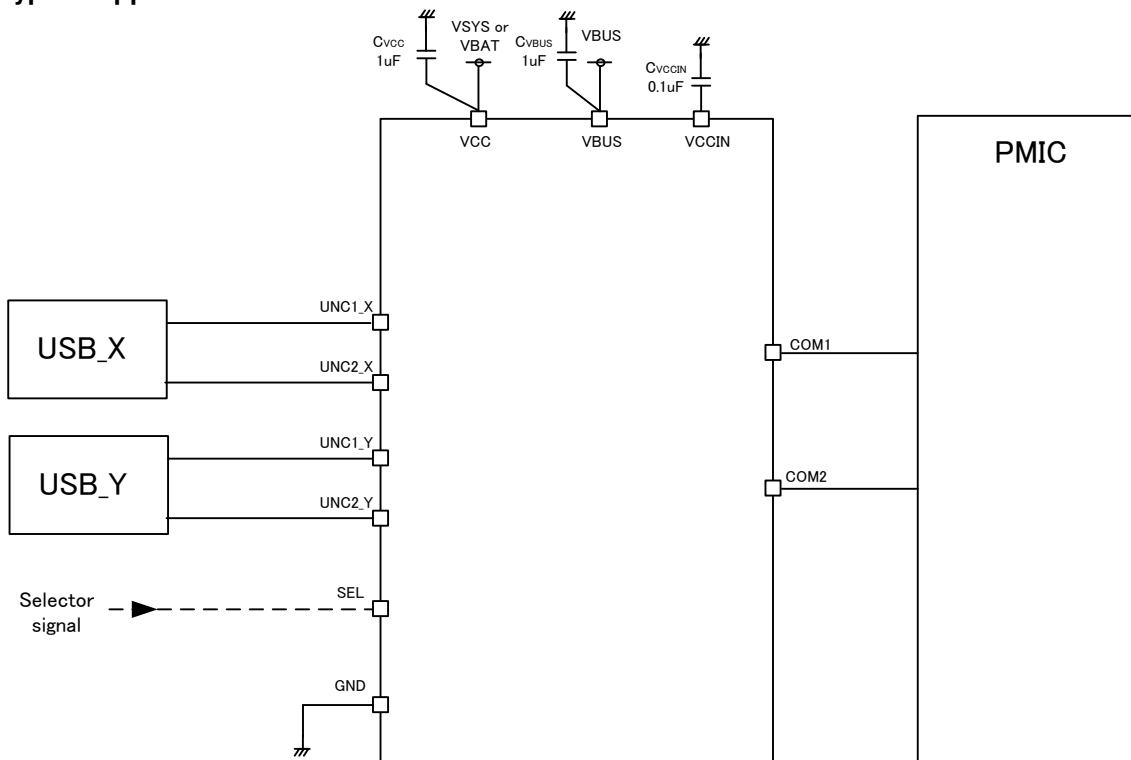 CVCC
1uF
VSYS or
VBAT
CVBUS
1uF
VBUS
CVCCIN
0.1uF
VCC
VBUS
VCCIN
PMIC
UNC1_X
USB_X
UNC2_X
COM1
UNC1_Y
USB_Y
UNC2_Y
COM2
SEL
Selector
signal
GND